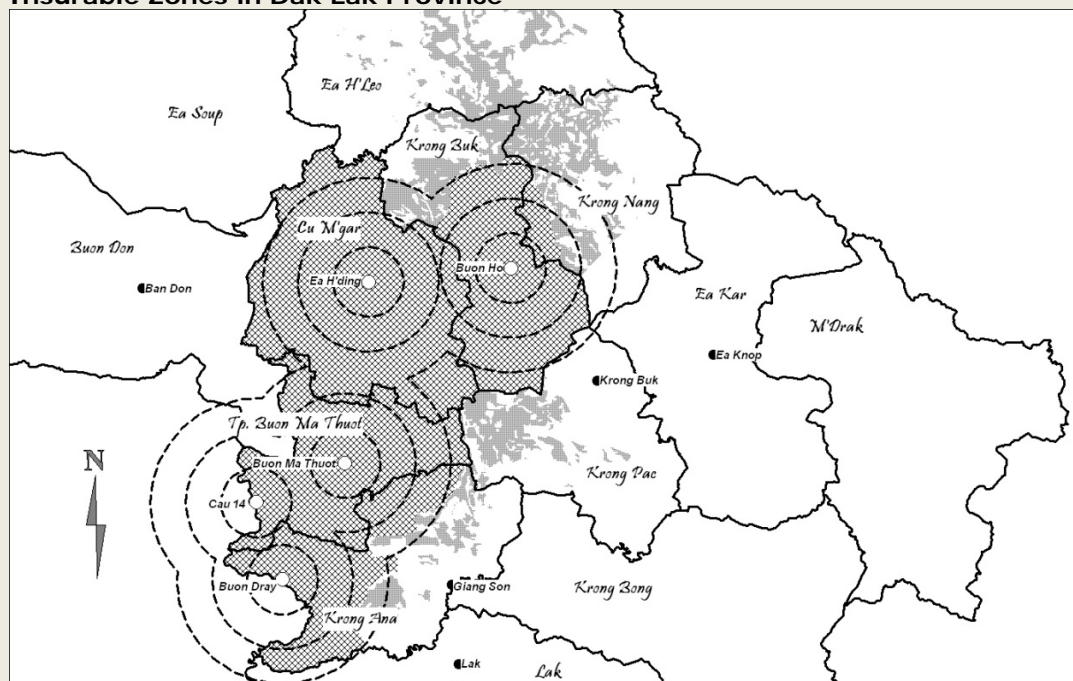 Insurable Zones in Dak Lak Province
Ea H'Leo
Ea Soup
Krong Buk
Krong Nang
Cu M'gar
Buon Don
Buon Ho
Ea H'ding
Ban Don
Ea Kar
M'Drak
Ea Knop
Krong Buk
Tp. Buon Ma Thuot
Buon Ma Thuot
N
Krong Pac
Cau 14
Buon Dray
Giang Son
Krong Bong
Krong Ana
Lak
Lak